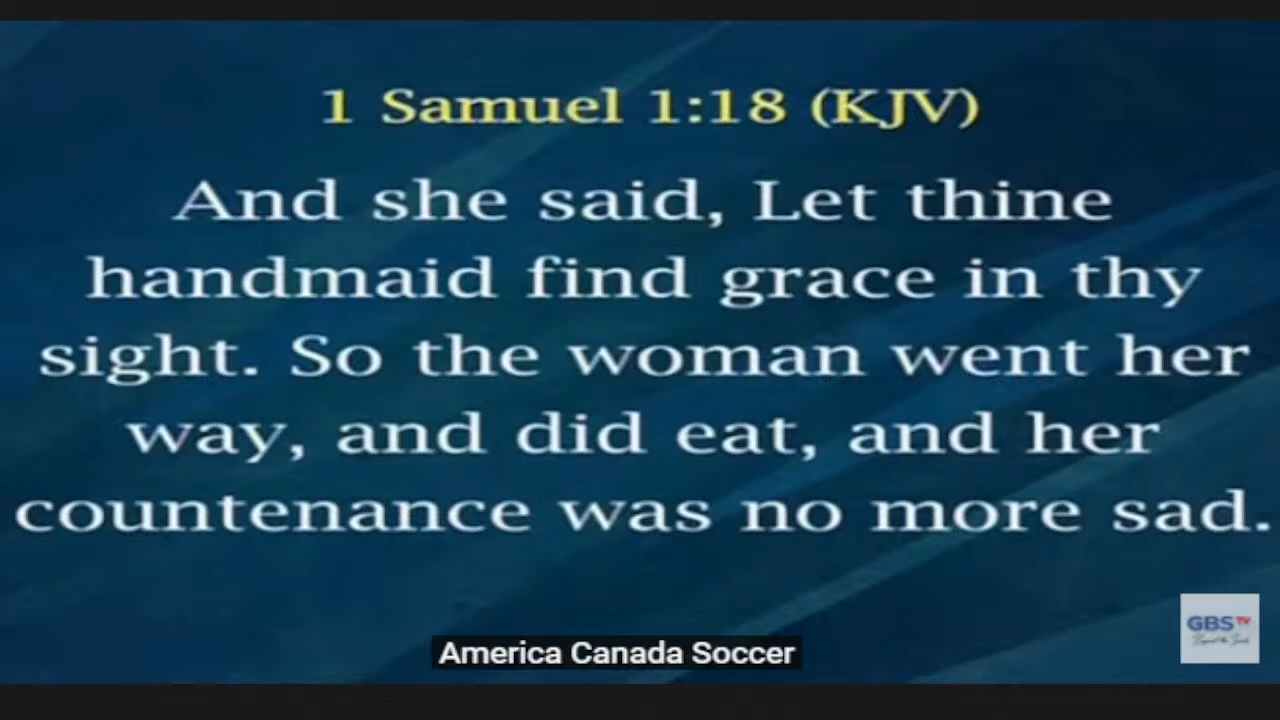 1 Samuel 1:18 (KJV)
And she said, Let thine
handmaid find grace in thy
sight. So the woman went her
way, and did eat, and her
countenance was no more sad.
GBS TV
America Canada Soccer